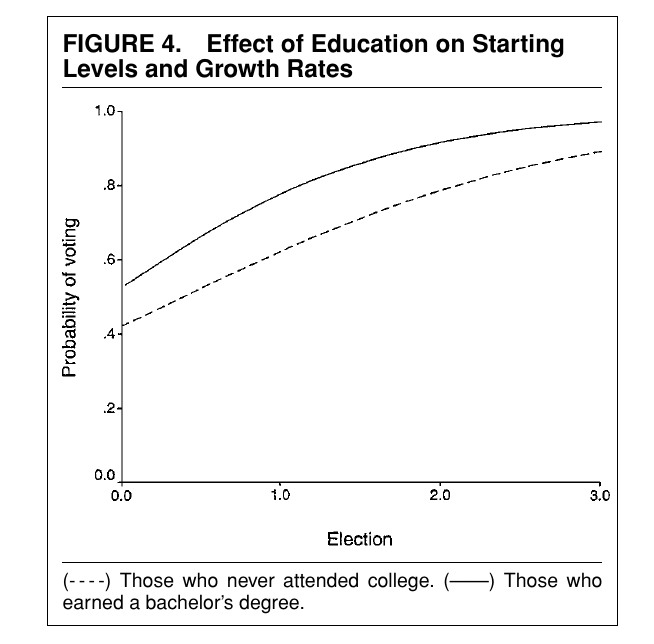 FIGURE 4. Effect of Education on Starting
Levels and Growth Rates
1.0
.8
.6
.4
.2
0.0
Probability of voting
0.0 1.0 2.0 3.0
Election
(----) Those who never attended college. (——) Those who
earned a bachelor's degree.